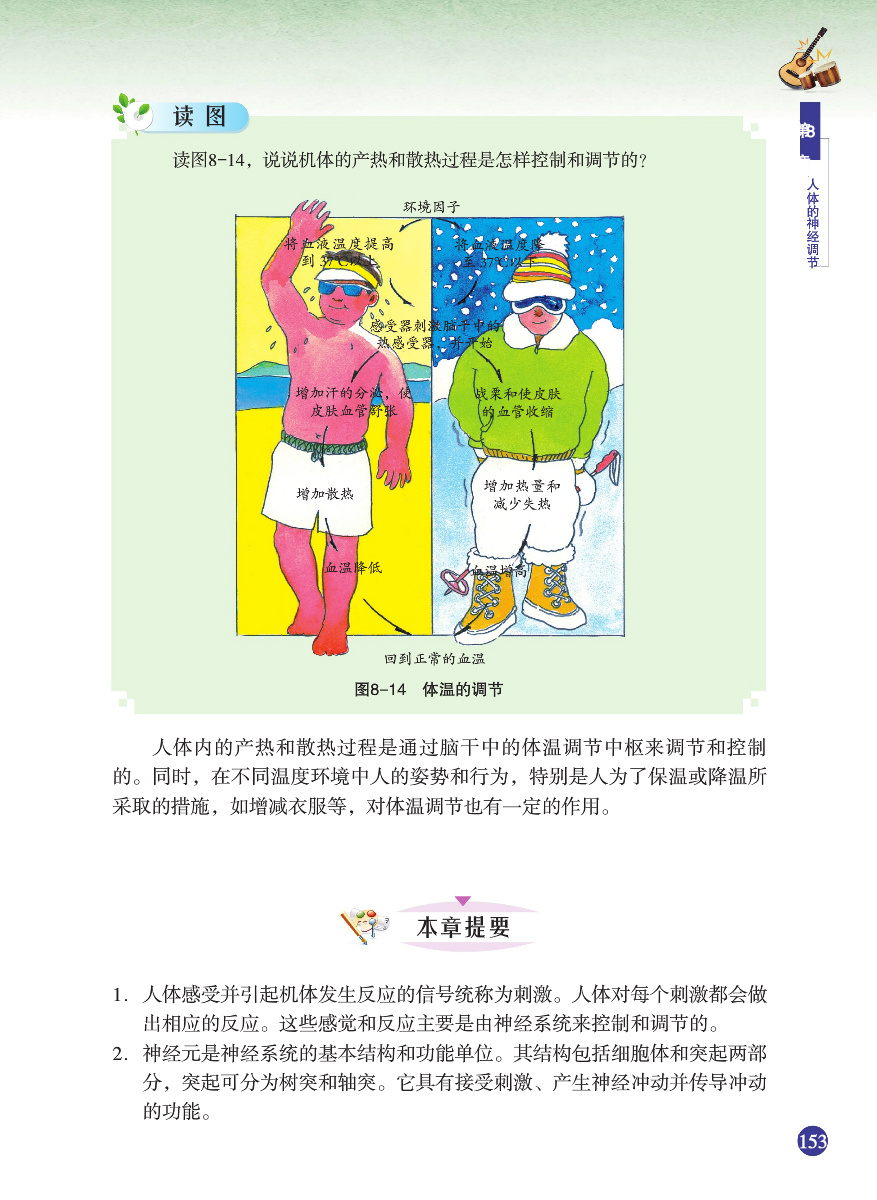 第8章
人体的神经调节
读图
读图8-14，说说机体的产热和散热过程是怎样控制和调节的？
环境因子
将血液温度提高
到 37℃以上
将血液温度降
至 37℃以下
感受器刺激脑干中的
热感受器，并开始
增加汗的分泌，使
皮肤血管舒张
战栗和使皮肤
的血管收缩
增加散热
增加热量和
减少失热
血温降低
血温增高
回到正常的血温
图8-14 体温的调节
人体内的产热和散热过程是通过脑干中的体温调节中枢来调节和控制
的。同时，在不同温度环境中人的姿势和行为，特别是人为了保温或降温所
采取的措施，如增减衣服等，对体温调节也有一定的作用。
本章提要
1. 人体感受并引起机体发生反应的信号统称为刺激。人体对每个刺激都会做
出相应的反应。这些感觉和反应主要是由神经系统来控制和调节的。
2. 神经元是神经系统的基本结构和功能单位。其结构包括细胞体和突起两部
分，突起可分为树突和轴突。它具有接受刺激、产生神经冲动并传导冲动
的功能。
153